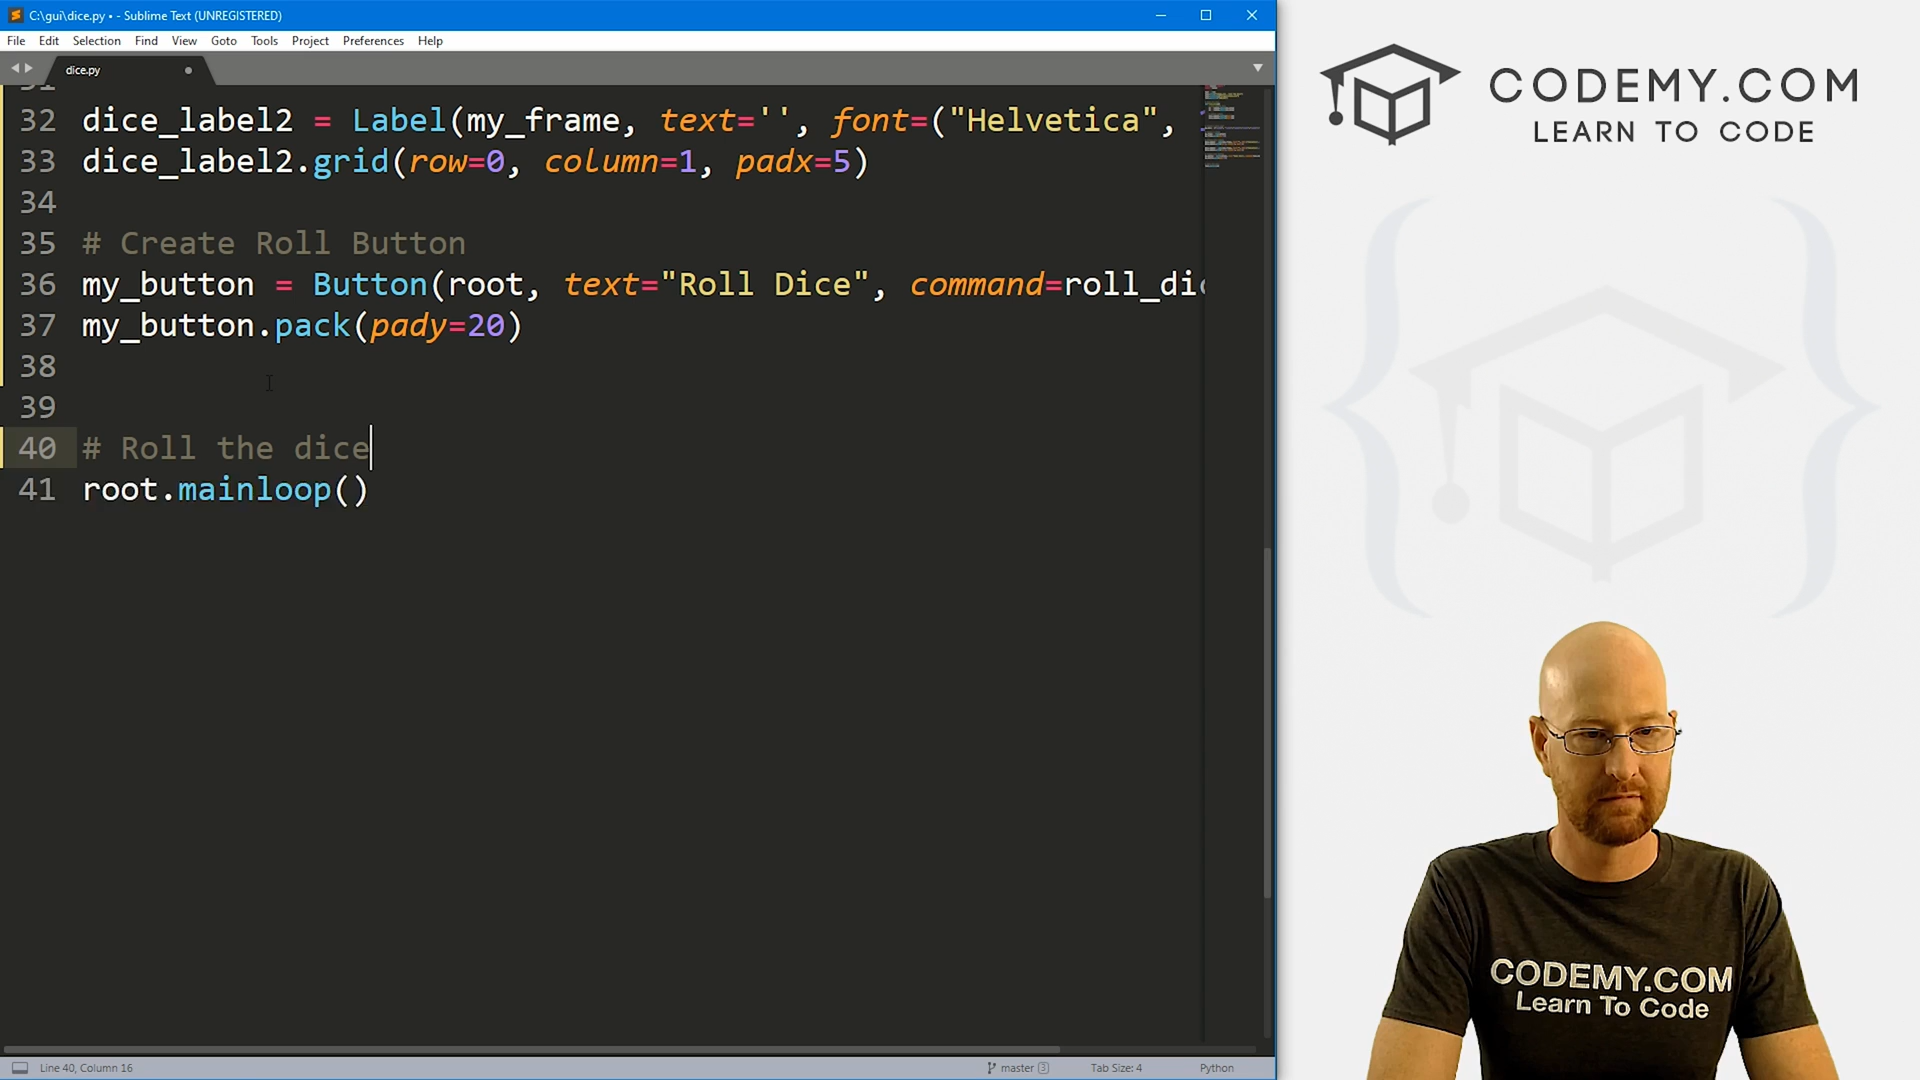 C:\gui\dice.py • - Sublime Text (UNREGISTERED)
File Edit Selection Find View Goto Tools Project Preferences Help
dice.py
31
32 dice_label2 = Label(my_frame, text='', font=("Helvetica",
33 dice_label2.grid(row=0, column=1, padx=5)
34
35 # Create Roll Button
36 my_button = Button(root, text="Roll Dice", command=roll_dic
37 my_button.pack(pady=20)
38
39
40 # Roll the dice
41 root.mainloop()
Line 40, Column 16
master 3
Tab Size: 4
Python
CODEMY.COM
LEARN TO CODE
CODEMY.COM
Learn To Code